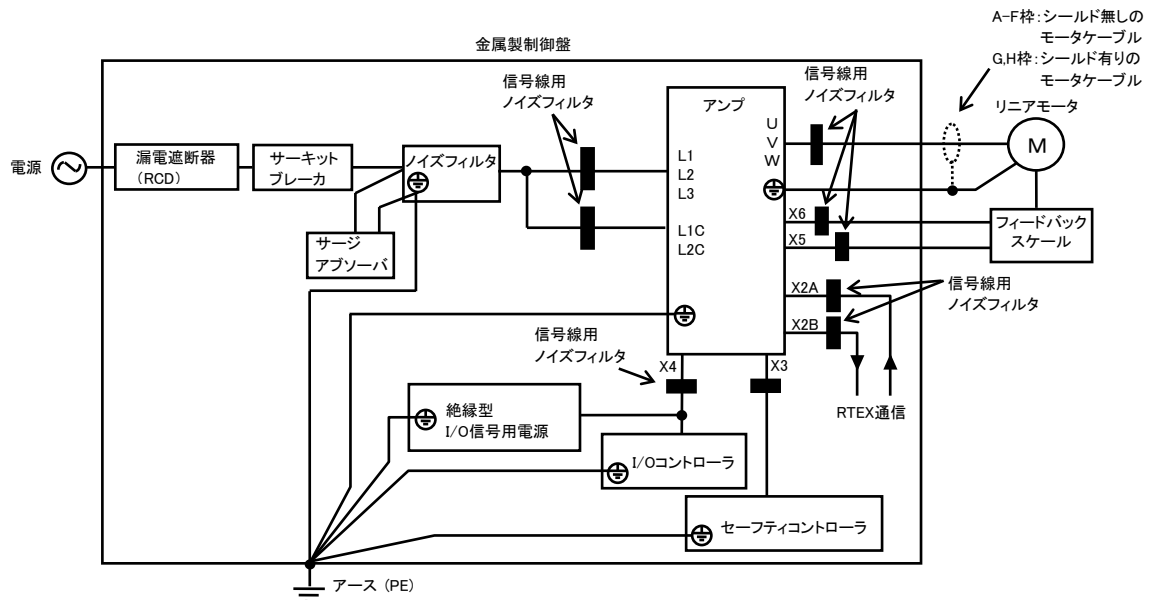 A-F枠:シールド無しの
モータケーブル
G,H枠:シールド有りの
モータケーブル
金属製制御盤
信号線用
ノイズフィルタ
アンプ
信号線用
ノイズフィルタ
リニアモータ
電源
漏電遮断器
(RCD)
サーキット
ブレーカ
ノイズフィルタ
L1
L2
L3
L1C
L2C
U
V
W
M
X6
X5
フィードバック
スケール
サージ
アブソーバ
X2A
X2B
信号線用
ノイズフィルタ
RTEX通信
信号線用
ノイズフィルタ
X4
X3
絶縁型
I/O信号用電源
I/Oコントローラ
セーフティコントローラ
アース (PE)